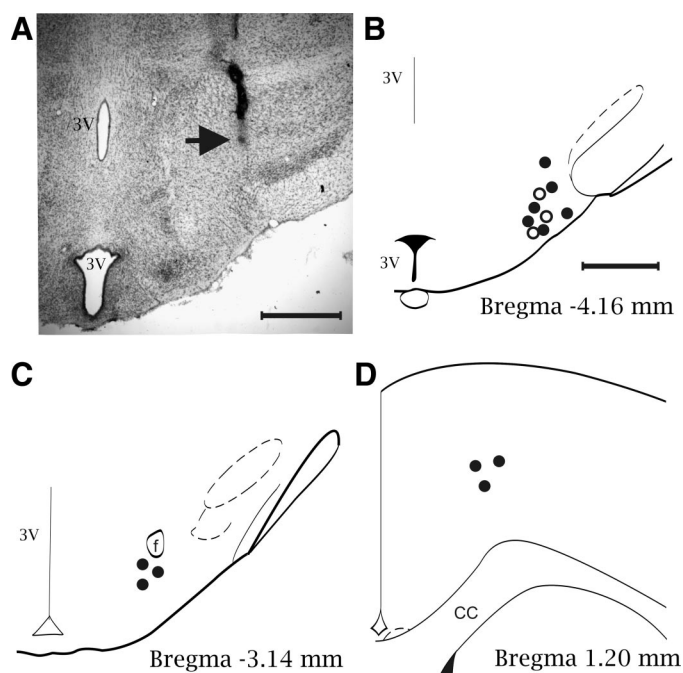 A
3V
3V
B
3V
3V
Bregma -4.16 mm
C
3V
f
Bregma -3.14 mm
D
CC
Bregma 1.20 mm